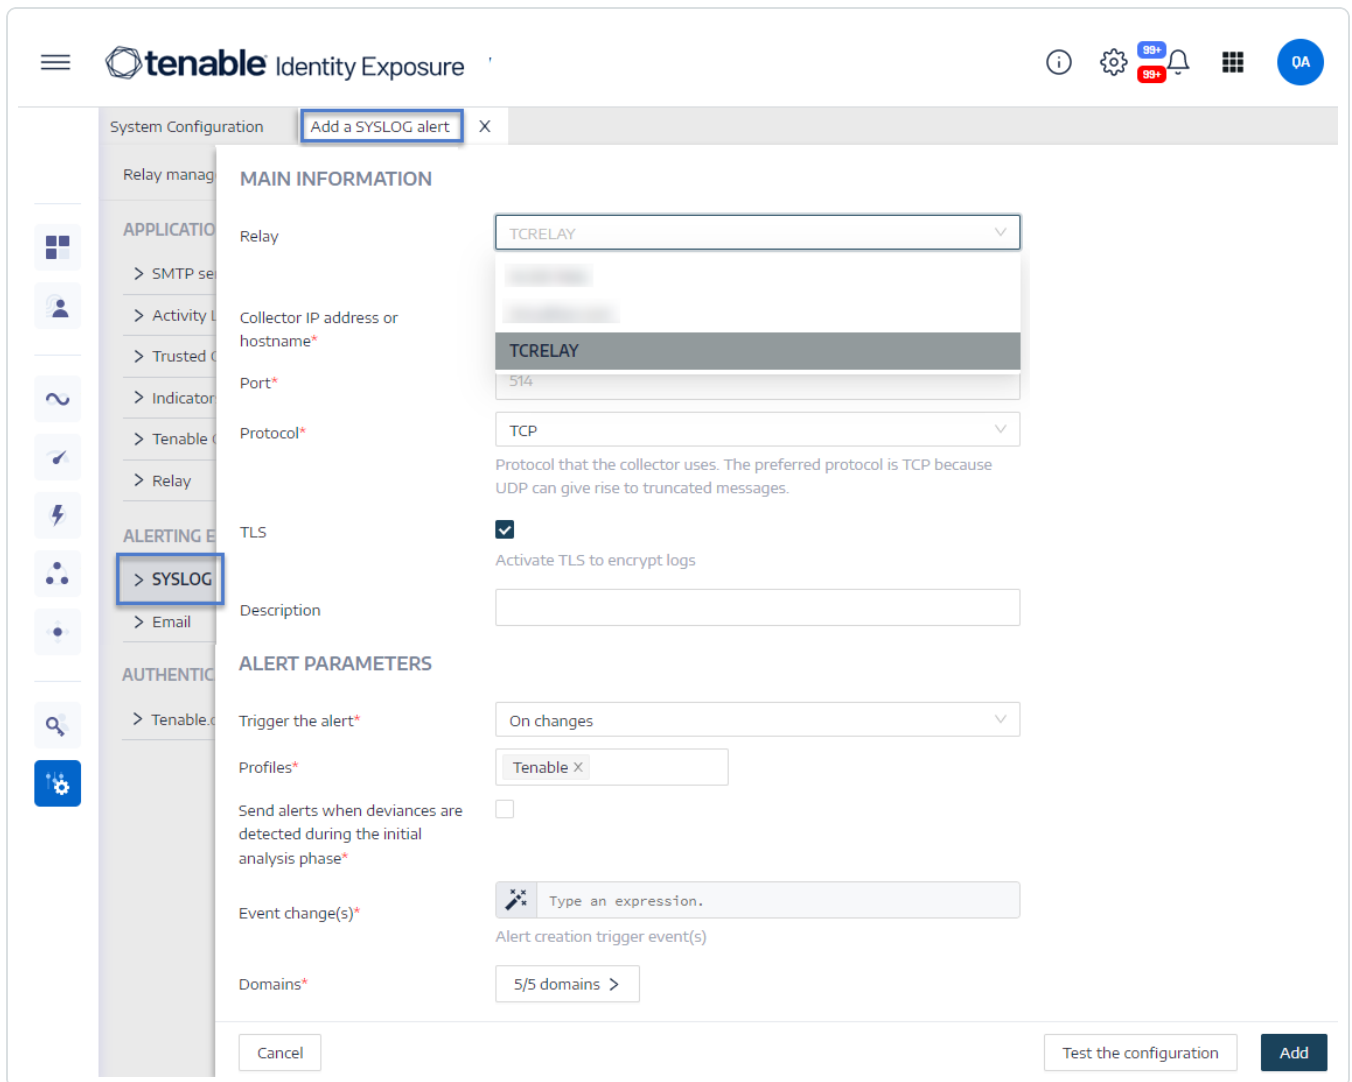 tenable Identity Exposure
99+
99+
QA
System Configuration
Add a SYSLOG alert X
Relay manag
MAIN INFORMATION
APPLICATIO
Relay
TCRELAY
SMTP se
Activity
Collector IP address or
hostname*
TCRELAY
Trusted
Port*
514
Indicator
Protocol*
TCP
Tenable
Protocol that the collector uses. The preferred protocol is TCP because
UDP can give rise to truncated messages.
Relay
ALERTING E
TLS
Activate TLS to encrypt logs
SYSLOG
Description
Email
ALERT PARAMETERS
AUTHENTIC
Tenable.
Trigger the alert*
On changes
Profiles*
Tenable X
Send alerts when deviances are
detected during the initial
analysis phase*
Event change(s)*
Type an expression.
Alert creation trigger event(s)
Domains*
5/5 domains >
Cancel
Test the configuration
Add